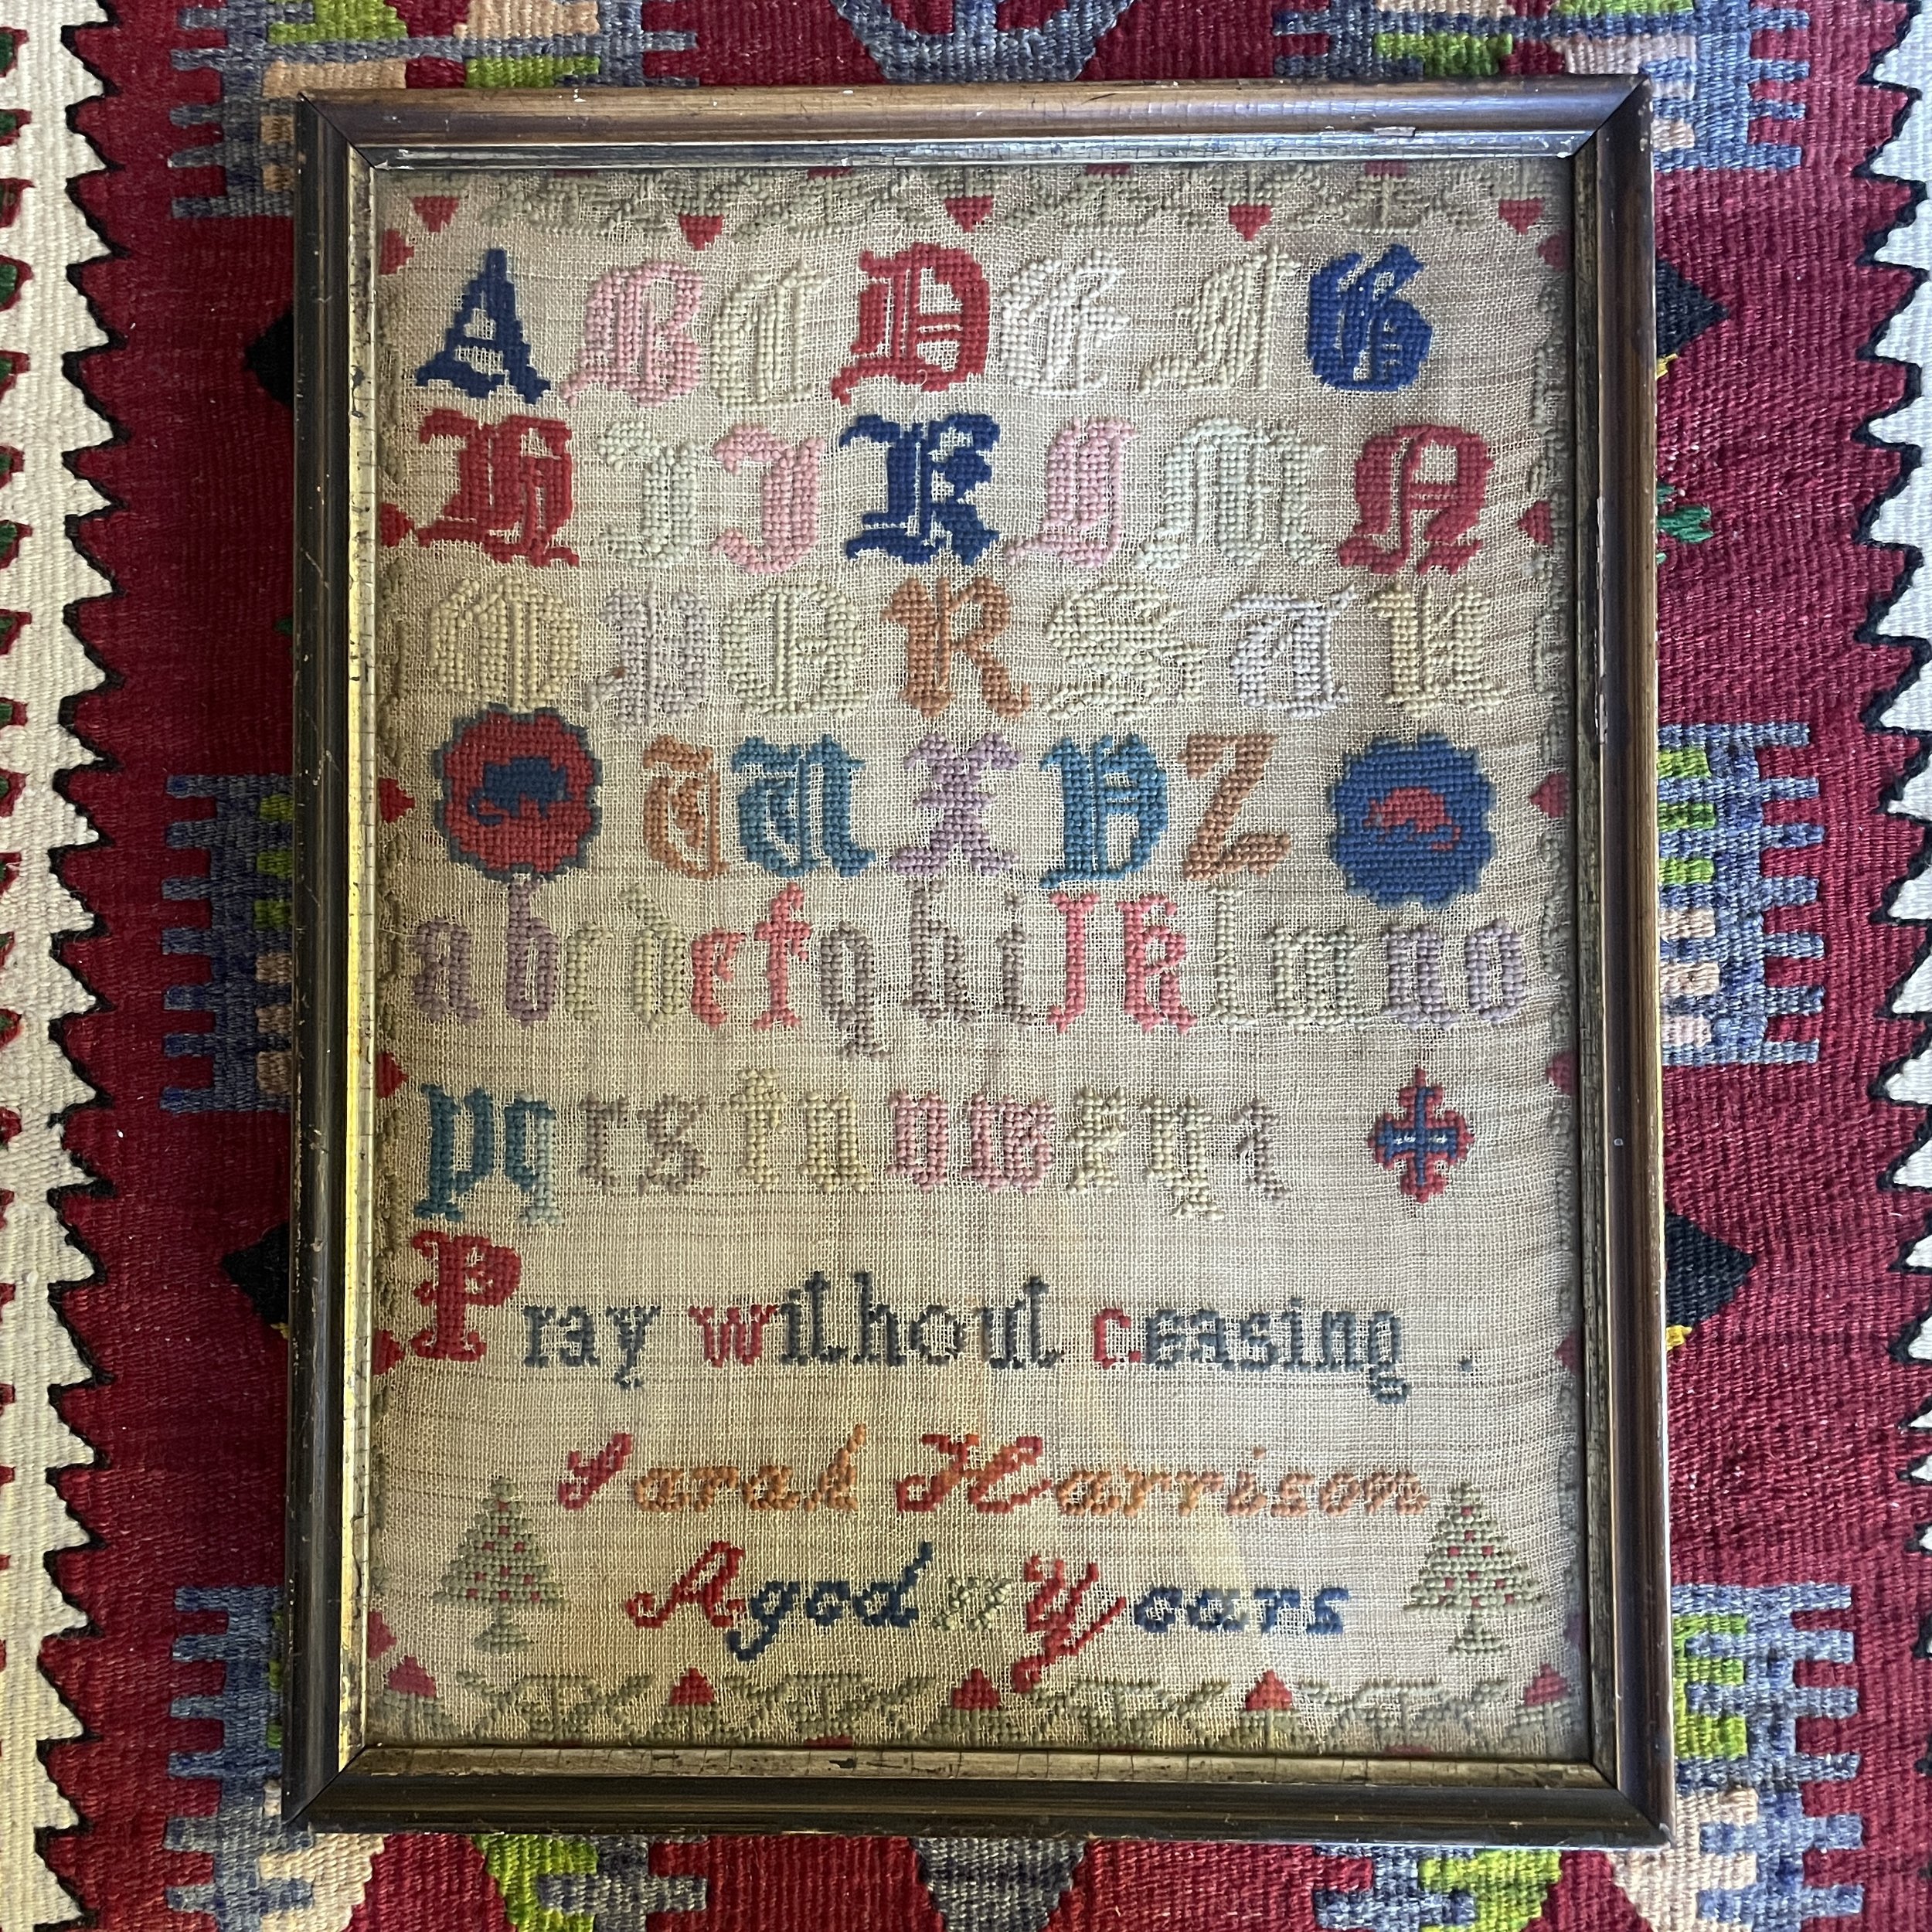 A B C D E F G
H I J K L M N
O P Q R S T U
V W X Y Z
a b c d e f g h i j k l m n o
p q r s t u v w x y z
Pray without ceasing .
Sarah Harrison
Aged Years